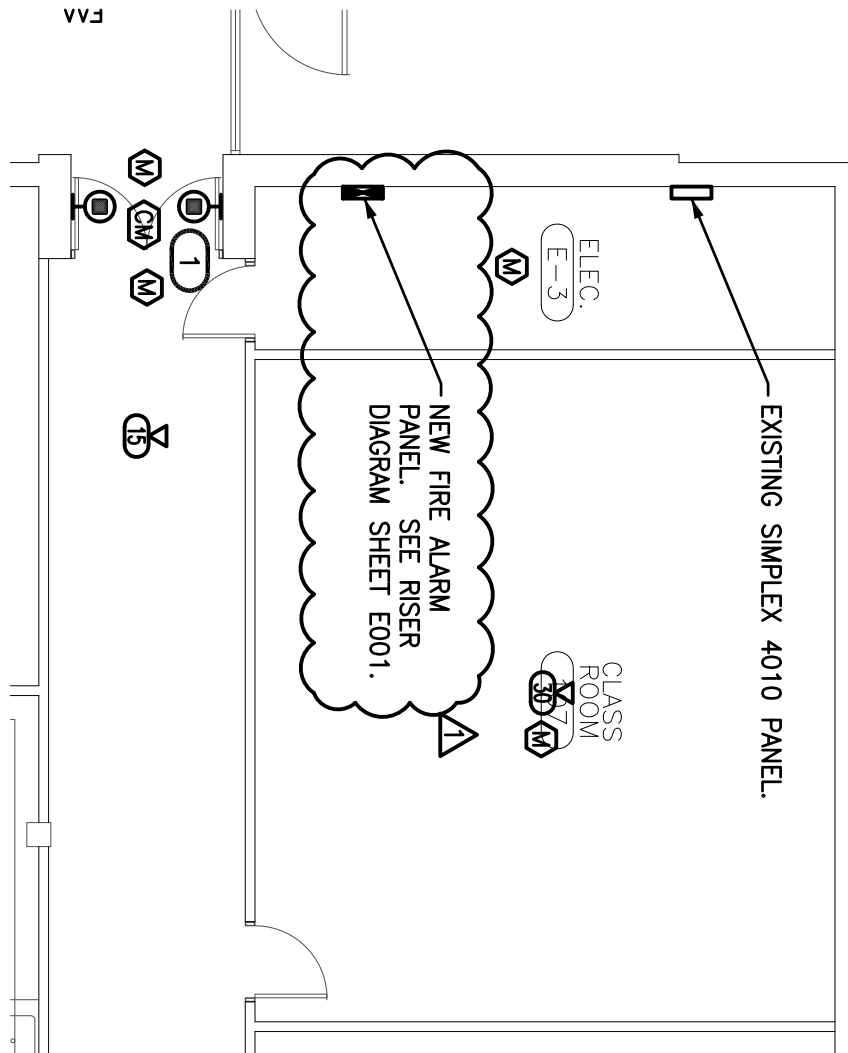 M
CM
M
1
15
ELEC.
E-3
M
EXISTING SIMPLEX 4010 PANEL.
NEW FIRE ALARM
PANEL. SEE RISER
DIAGRAM SHEET E001.
1
CLASS
ROOM
30
M